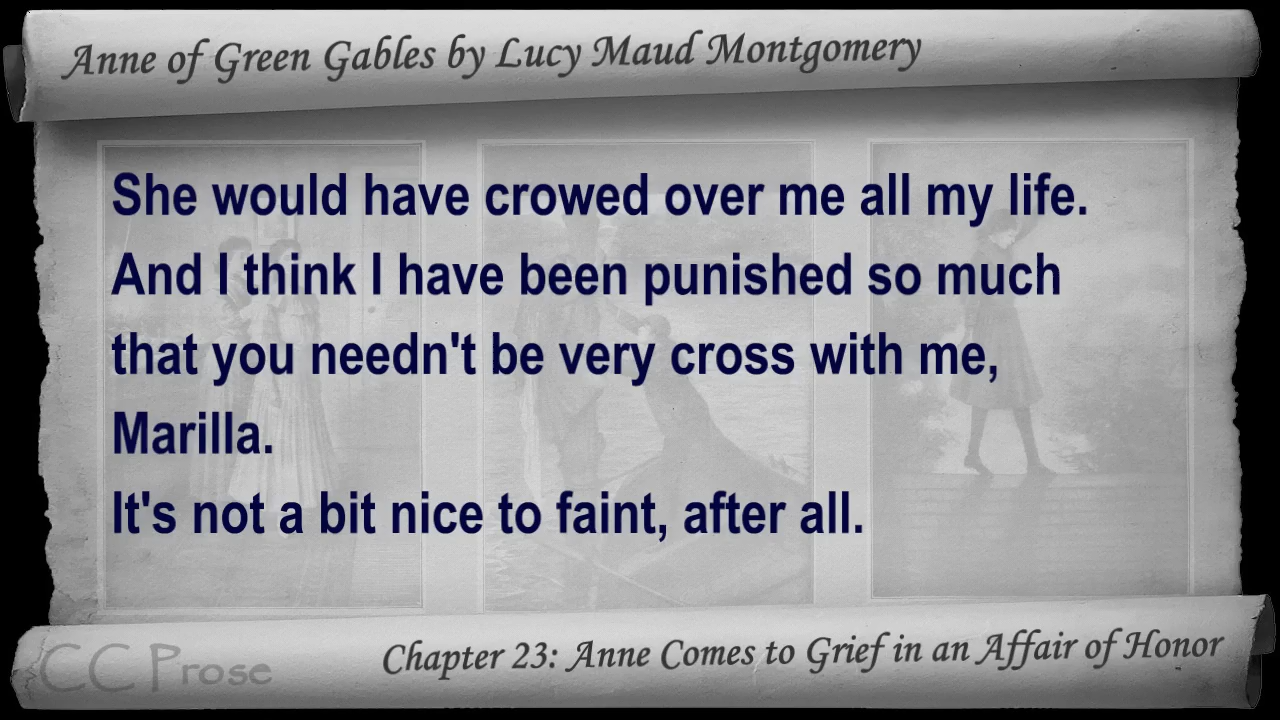 Anne of Green Gables by Lucy Maud Montgomery
She would have crowed over me all my life.
And I think I have been punished so much
that you needn't be very cross with me,
Marilla.
It's not a bit nice to faint, after all.
CC Prose
Chapter 23: Anne Comes to Grief in an Affair of Honor